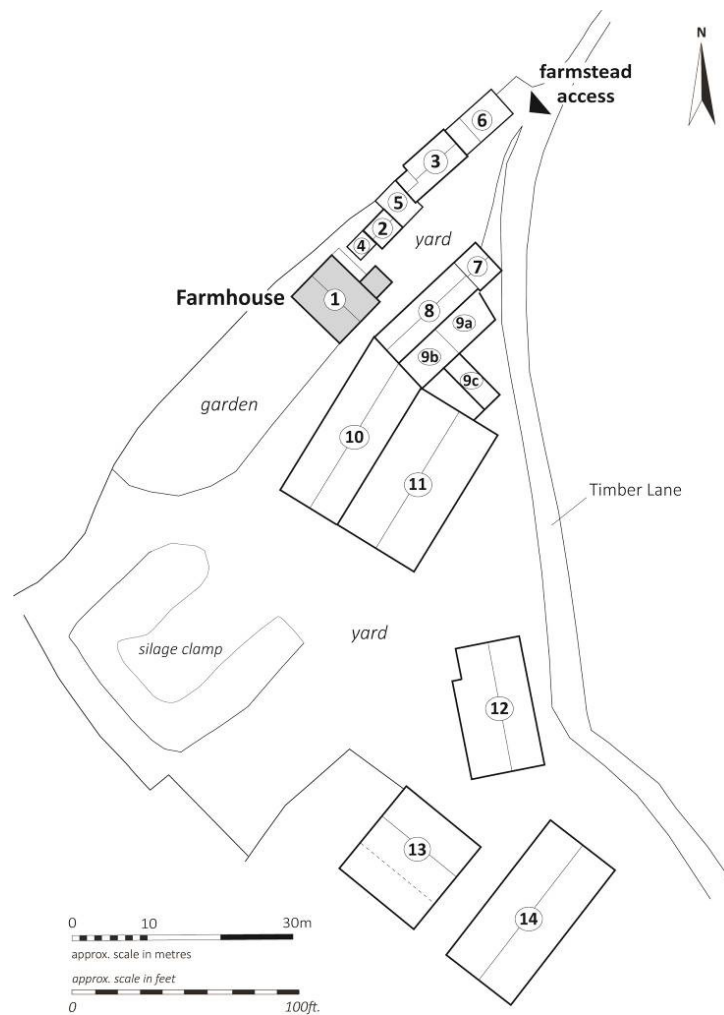 N
farmstead
access
6
3
5
2
4
yard
7
Farmhouse
1
8
9a
9b
9c
garden
10
11
Timber Lane
yard
silage clamp
12
13
14
0 10 30m
approx. scale in metres
approx. scale in feet
0 100ft.